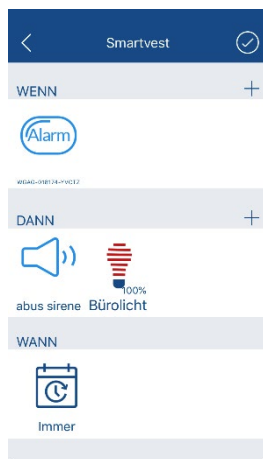 Smartvest
WENN
Alarm
DANN
100%
abus sirene Bürolicht
WANN
Immer